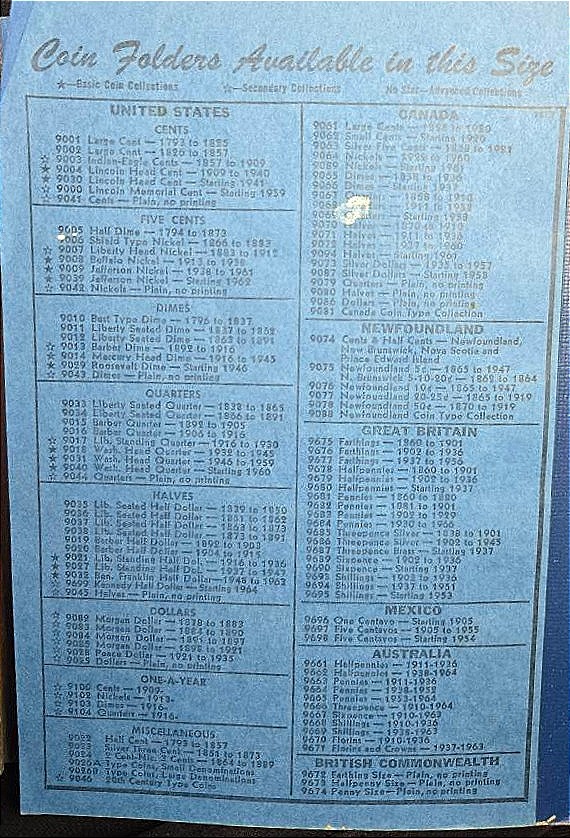 Coin Folders Available in this Size
★—Basic Coin Collections ☆—Secondary Collections No Star—Advanced Collections
UNITED STATES
CENTS
9001 Large Cent — 1793 to 1825
9002 Large Cent — 1826 to 1857
☆ 9003 Indian-Eagle Cents — 1857 to 1909
★ 9004 Lincoln Head Cent — 1909 to 1940
★ 9030 Lincoln Head Cent — Starting 1941
☆ 9000 Lincoln Memorial Cent — Starting 1959
☆ 9041 Cents — Plain, no printing
FIVE CENTS
9005 Half Dime — 1794 to 1873
9006 Shield Type Nickel — 1866 to 1883
☆ 9007 Liberty Head Nickel — 1883 to 1912
★ 9008 Buffalo Nickel — 1913 to 1938
★ 9009 Jefferson Nickel — 1938 to 1961
★ 9039 Jefferson Nickel — Starting 1962
☆ 9042 Nickels — Plain, no printing
DIMES
9010 Bust Type Dime — 1796 to 1837
9011 Liberty Seated Dime — 1837 to 1862
9012 Liberty Seated Dime — 1863 to 1891
☆ 9013 Barber Dime — 1892 to 1916
★ 9014 Mercury Head Dime — 1916 to 1945
★ 9029 Roosevelt Dime — Starting 1946
☆ 9043 Dimes — Plain, no printing
QUARTERS
9033 Liberty Seated Quarter — 1838 to 1865
9034 Liberty Seated Quarter — 1866 to 1891
9015 Barber Quarter — 1892 to 1905
9016 Barber Quarter — 1906 to 1916
☆ 9017 Lib. Standing Quarter — 1916 to 1930
★ 9018 Wash. Head Quarter — 1932 to 1945
★ 9031 Wash. Head Quarter — 1946 to 1959
★ 9040 Wash. Head Quarter — Starting 1960
☆ 9044 Quarters — Plain, no printing
HALVES
9035 Lib. Seated Half Dollar — 1839 to 1850
9036 Lib. Seated Half Dollar — 1851 to 1862
9037 Lib. Seated Half Dollar — 1863 to 1873
9038 Lib. Seated Half Dollar — 1873 to 1891
9019 Barber Half Dollar — 1892 to 1903
9020 Barber Half Dollar — 1904 to 1915
9021 Lib. Standing Half Dol. — 1916 to 1936
9027 Lib. Standing Half Dol. — 1937 to 1947
9032 Ben. Franklin Half Dollar — 1948 to 1963
Kennedy Half Dollar — Starting 1964
9045 Halves — Plain, no printing
DOLLARS
9082 Morgan Dollar — 1878 to 1883
9083 Morgan Dollar — 1884 to 1890
9084 Morgan Dollar — 1891 to 1897
9085 Morgan Dollar — 1898 to 1921
Peace Dollar — 1921 to 1935
9025 Dollars — Plain, no printing
ONE-A-YEAR
☆ 9100 Cents — 1909-
☆ 9102 Nickels — 1913-
☆ 9103 Dimes — 1916-
☆ 9104 Quarters — 1916-
MISCELLANEOUS
9022 Half Cent — 1793 to 1857
9023 Silver Three Cent — 1851 to 1873
9024 2 Cent-Nic. 3 Cents — 1864 to 1889
9026A Type Coins, Small Denominations
9026B Type Coins, Large Denominations
☆ 9046 20th Century Type Coins
CANADA
9061 Large Cents — 1858 to 1920
9062 Small Cents — Starting 1920
9063 Silver Five Cents — 1858 to 1921
9064 Nickels — 1922 to 1960
Nickels — Starting 1961
9065 Dimes — 1858 to 1936
9066 Dimes — Starting 1937
9067
9068 1911 to 1936
9069 Starting 1953
Halves — 1870 to 1910
9071 Halves — 1911 to 1936
9072 Halves — 1937 to 1960
9094 Halves — Starting 1961
9073 Silver Dollars — 1935 to 1957
9087 Silver Dollars — Starting 1958
9079 Quarters — Plain, no printing
9080 Halves — Plain, no printing
9086 Dollars — Plain, no printing
9081 Canada Coin Type Collection
NEWFOUNDLAND
9074 Cents & Half Cents — Newfoundland,
New Brunswick, Nova Scotia and
Prince Edward Island
9075 Newfoundland 5c — 1865 to 1947
N. Brunswick 5-10-20c — 1862 to 1864
9076 Newfoundland 10c — 1865 to 1947
9077 Newfoundland 20-25c — 1865 to 1919
9078 Newfoundland 50c — 1870 to 1919
9088 Newfoundland Coin Type Collection
GREAT BRITAIN
9675 Farthings — 1860 to 1901
9676 Farthings — 1902 to 1936
9677 Farthings — 1937 to 1956
9678 Halfpennies — 1860 to 1901
9679 Halfpennies — 1902 to 1936
9680 Halfpennies — Starting 1937
9681 Pennies — 1860 to 1880
9682 Pennies — 1881 to 1901
9683 Pennies — 1902 to 1929
9684 Pennies — 1930 to 1966
9685 Threepence Silver — 1838 to 1901
9686 Threepence Silver — 1902 to 1945
9687 Threepence Brass — Starting 1937
9689 Sixpence — 1902 to 1936
9690 Sixpence — Starting 1937
9693 Shillings — 1902 to 1936
9694 Shillings — 1937 to 1951
9695 Shillings — Starting 1953
MEXICO
9696 One Centavo — Starting 1905
9697 Five Centavos — 1905 to 1955
9698 Five Centavos — Starting 1954
AUSTRALIA
9661 Halfpennies — 1911-1936
9662 Halfpennies — 1938-1964
9663 Pennies — 1911-1936
9664 Pennies — 1938-1952
9665 Pennies — 1953-1964
9666 Threepence — 1910-1964
9667 Sixpence — 1910-1963
9668 Shillings — 1910-1936
9669 Shillings — 1938-1963
9670 Florins — 1910-1936
9671 Florins and Crowns — 1937-1963
BRITISH COMMONWEALTH
9672 Farthing Size — Plain, no printing
9673 Halfpenny Size — Plain, no printing
9674 Penny Size — Plain, no printing